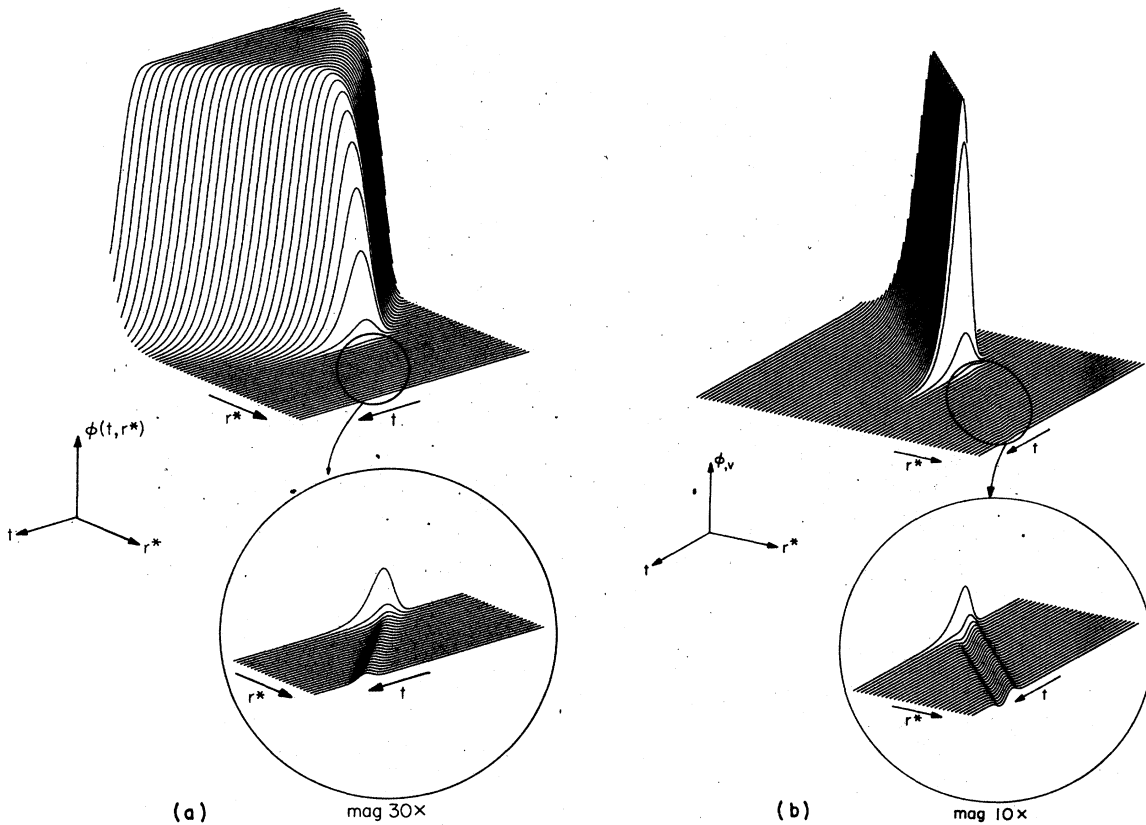 r*
t
φ(t,r*)
t
r*
r*
t
(a)
mag 30×
r*
t
φ,v
t
r*
r*
t
(b)
mag 10×